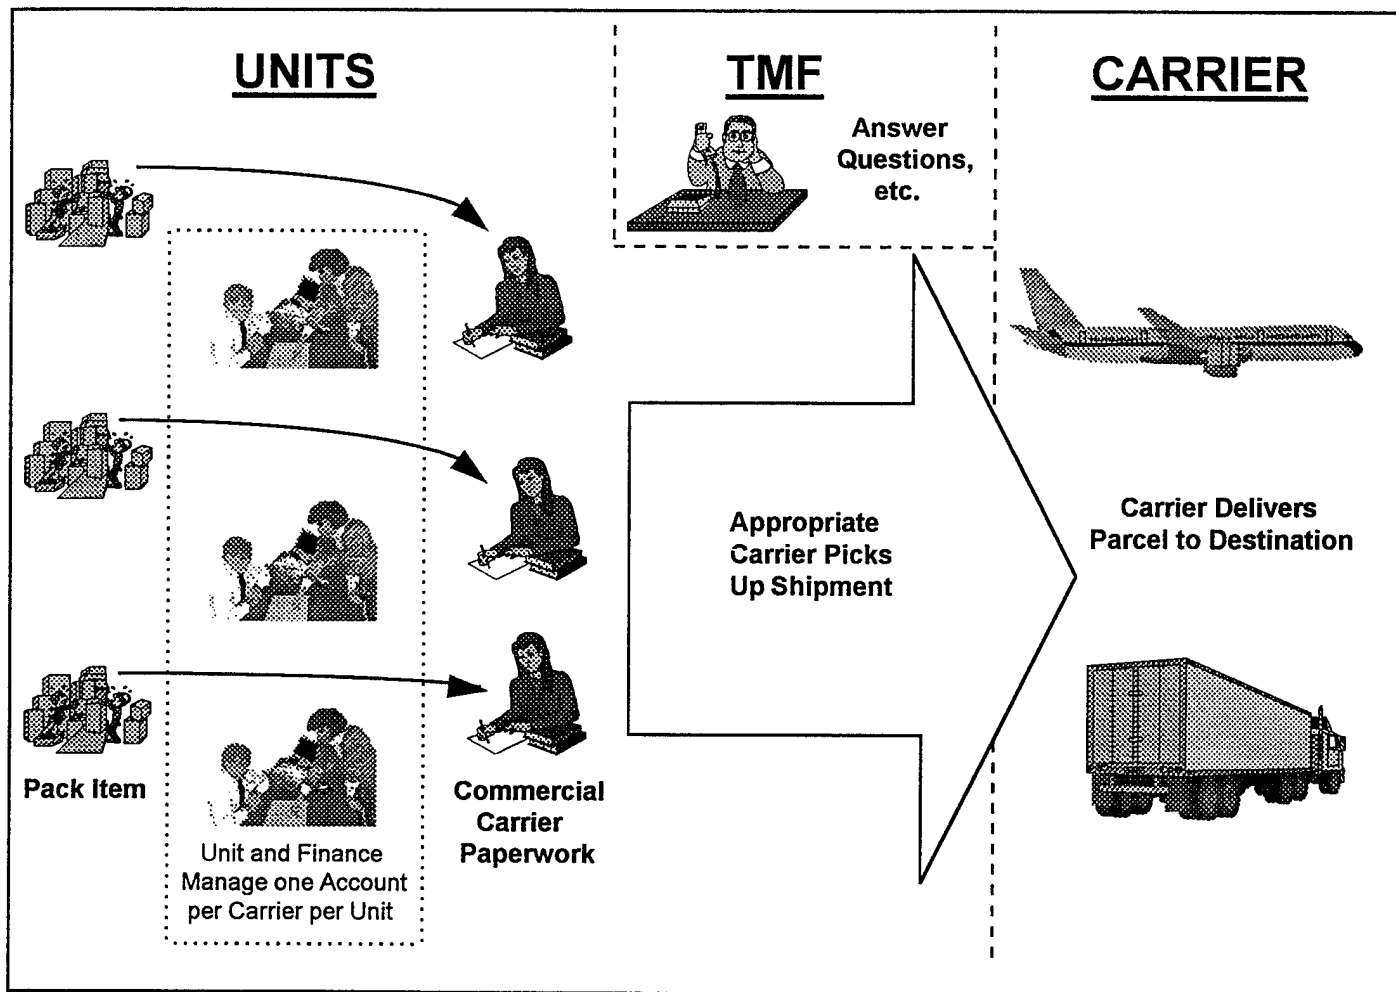 UNITS
TMF
CARRIER
Answer
Questions,
etc.
Appropriate
Carrier Picks
Up Shipment
Carrier Delivers
Parcel to Destination
Pack Item
Commercial
Carrier
Paperwork
Unit and Finance
Manage one Account
per Carrier per Unit